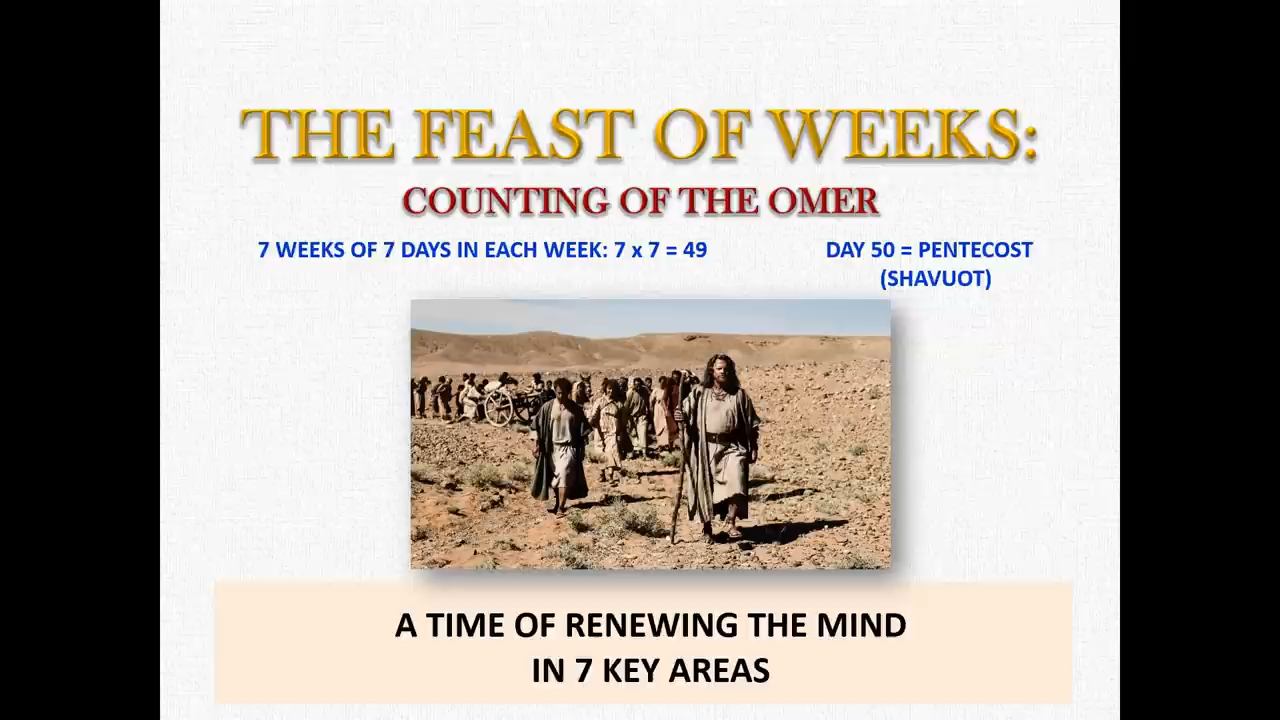 THE FEAST OF WEEKS:
COUNTING OF THE OMER
7 WEEKS OF 7 DAYS IN EACH WEEK: 7 x 7 = 49
DAY 50 = PENTECOST
(SHAVUOT)
A TIME OF RENEWING THE MIND
IN 7 KEY AREAS